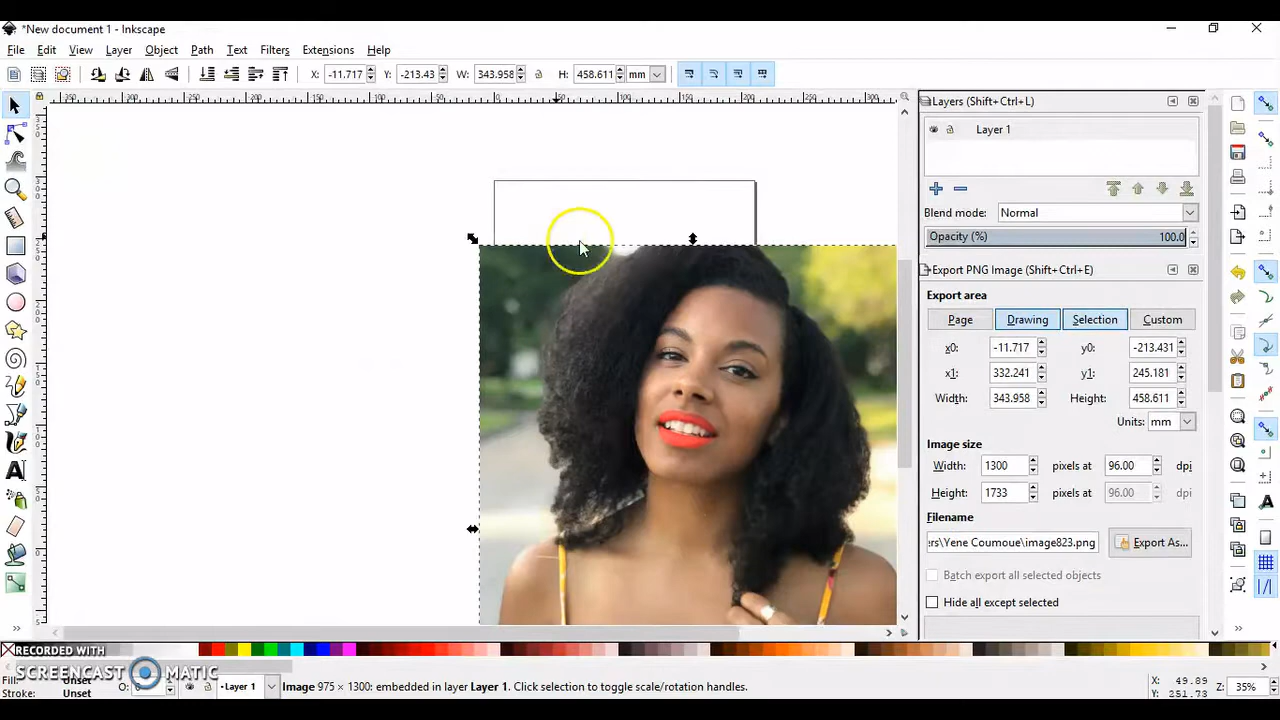 *New document 1 - Inkscape
File Edit View Layer Object Path Text Filters Extensions Help
X: -11.717 Y: -213.43 W: 343.958 H: 458.611 mm
Layers (Shift+Ctrl+L)
Layer 1
Blend mode: Normal
Opacity (%) 100.0
Export PNG Image (Shift+Ctrl+E)
Export area
Page Drawing Selection Custom
x0: -11.717 y0: -213.431
x1: 332.241 y1: 245.181
Width: 343.958 Height: 458.611
Units: mm
Image size
Width: 1300 pixels at 96.00 dpi
Height: 1733 pixels at 96.00 dpi
Filename
ers\Yene Coumoue\image823.png Export As...
Batch export all selected objects
Hide all except selected
RECORDED WITH
SCREENCAST MATIC
Fill: Unset
Stroke: Unset
O: 0 Layer 1 Image 975 × 1300: embedded in layer Layer 1. Click selection to toggle scale/rotation handles.
X: 49.89
Y: 251.73
Z: 35%